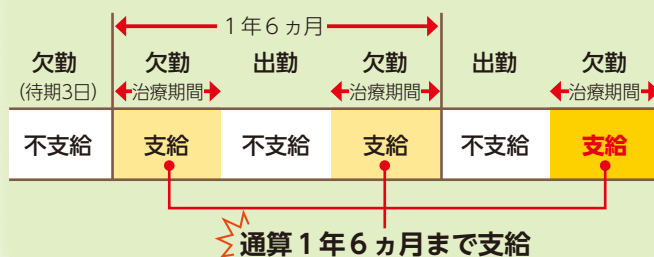 1年6ヵ月
欠勤 欠勤 出勤 欠勤 出勤 欠勤
(待期3日) 治療期間 治療期間 治療期間
不支給 支給 不支給 支給 不支給 支給
通算1年6ヵ月まで支給